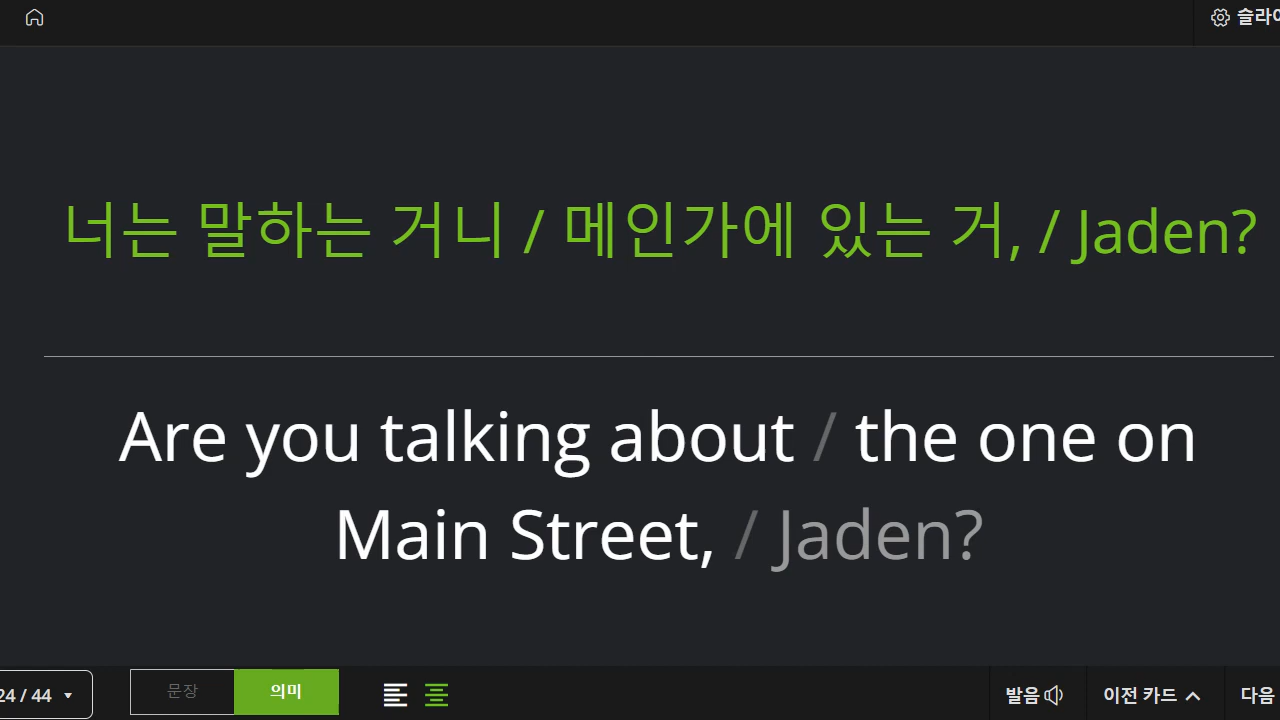 슬라
너는 말하는 거니 / 메인가에 있는 거, / Jaden?
Are you talking about / the one on
Main Street, / Jaden?
24 / 44
문장
의미
발음
이전 카드
다음